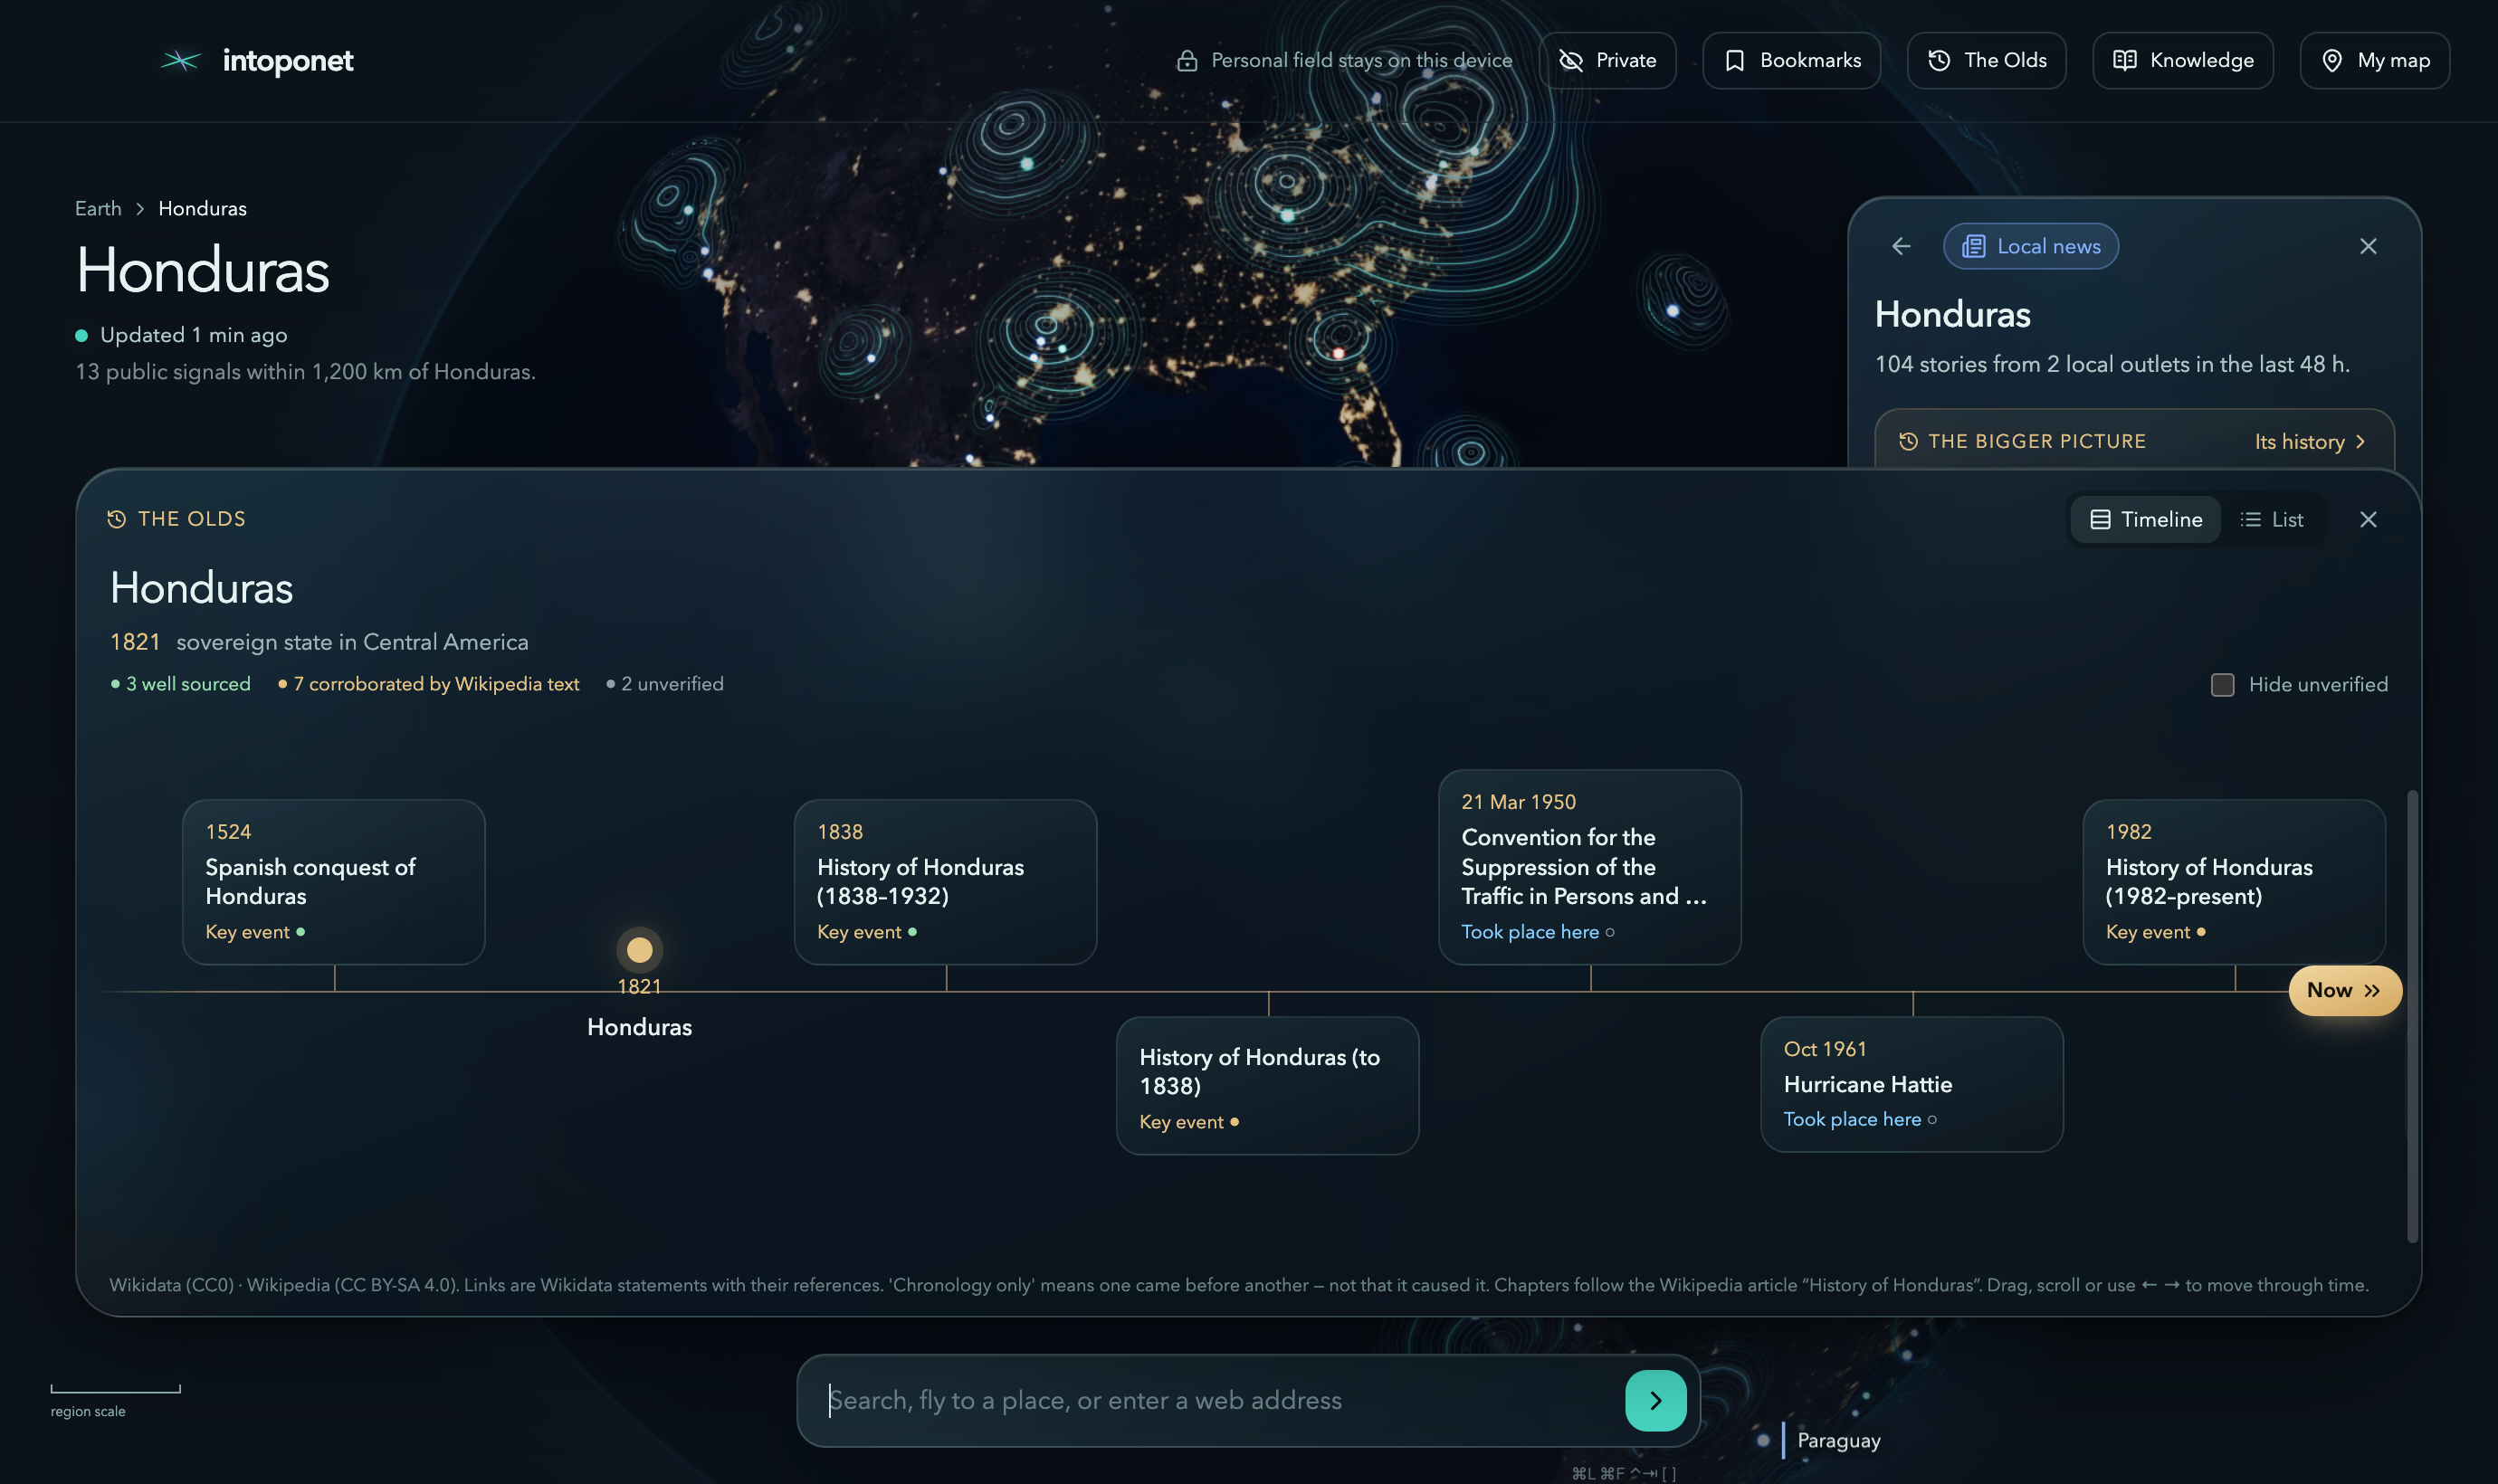 intoponet
Personal field stays on this device
Private
Bookmarks
The Olds
Knowledge
My map
Earth > Honduras
Honduras
Updated 1 min ago
13 public signals within 1,200 km of Honduras.
Local news
Honduras
104 stories from 2 local outlets in the last 48 h.
THE BIGGER PICTURE
Its history
THE OLDS
Timeline
List
Honduras
1821 sovereign state in Central America
3 well sourced
7 corroborated by Wikipedia text
2 unverified
Hide unverified
1524
Spanish conquest of
Honduras
Key event
1821
Honduras
1838
History of Honduras
(1838–1932)
Key event
History of Honduras (to
1838)
Key event
21 Mar 1950
Convention for the
Suppression of the
Traffic in Persons and …
Took place here
Oct 1961
Hurricane Hattie
Took place here
1982
History of Honduras
(1982–present)
Key event
Now
Wikidata (CC0) · Wikipedia (CC BY-SA 4.0). Links are Wikidata statements with their references. 'Chronology only' means one came before another — not that it caused it. Chapters follow the Wikipedia article "History of Honduras". Drag, scroll or use ← → to move through time.
region scale
Search, fly to a place, or enter a web address
Paraguay
⌘L ⌘F ^⇥ [ ]